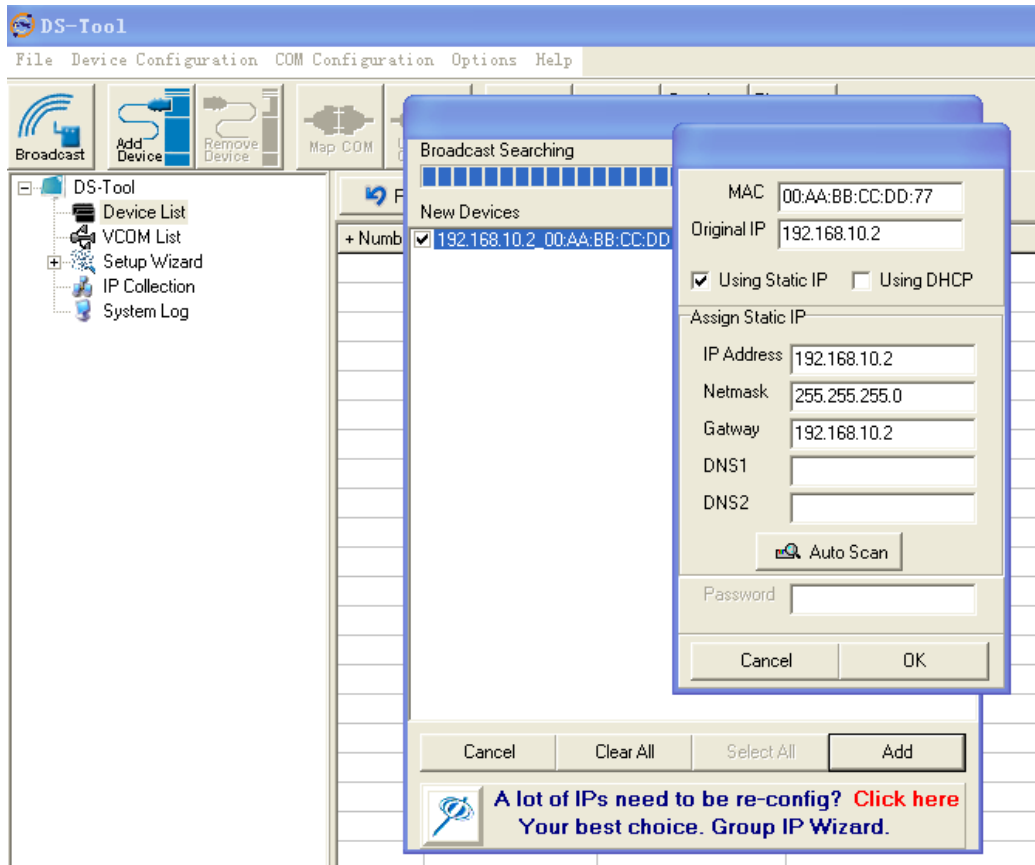 DS-Tool
File Device Configuration COM Configuration Options Help
Broadcast
Add Device
Remove Device
Map COM
DS-Tool
Device List
VCOM List
Setup Wizard
IP Collection
System Log
+ Numb
Broadcast Searching
New Devices
192.168.10.2_00:AA:BB:CC:DD
MAC 00:AA:BB:CC:DD:77
Original IP 192.168.10.2
Using Static IP Using DHCP
Assign Static IP
IP Address 192.168.10.2
Netmask 255.255.255.0
Gatway 192.168.10.2
DNS1
DNS2
Auto Scan
Password
Cancel OK
Cancel Clear All Select All Add
A lot of IPs need to be re-config? Click here
Your best choice. Group IP Wizard.